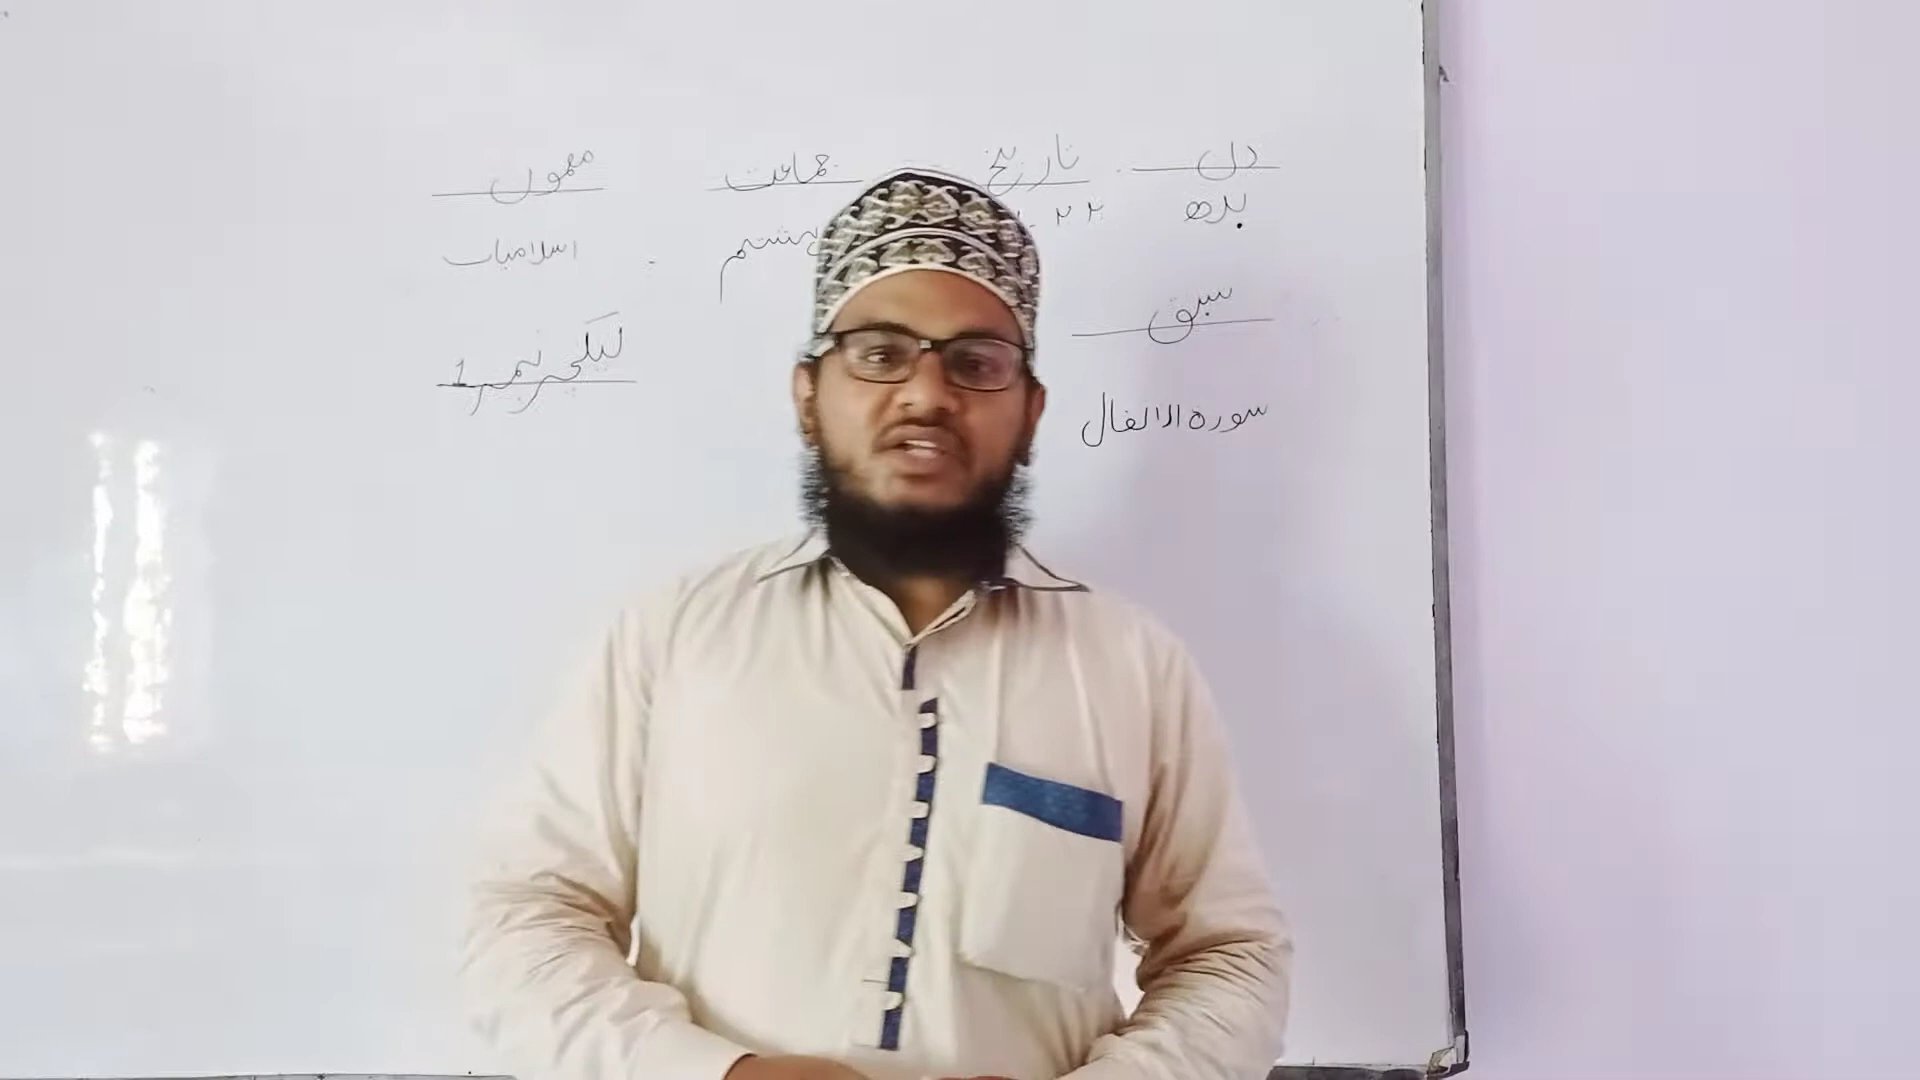 دن تاریخ جماعت مضمون
بدھ ۲۲ ہشتم اسلامیات
سبق لیکچر نمبر 1
سورہ الانفال